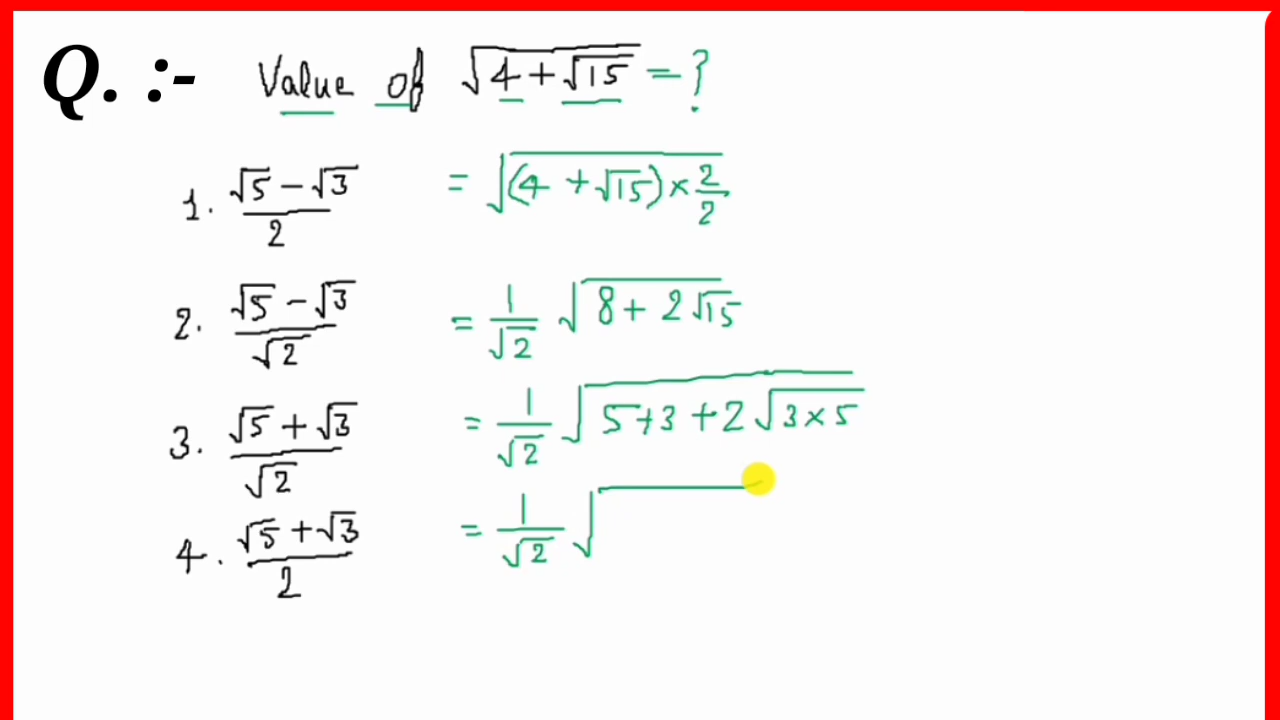 Q. :- Value of √(4 + √15) = ?
1. (√5 − √3)/2
2. (√5 − √3)/√2
3. (√5 + √3)/√2
4. (√5 + √3)/2
= √((4 + √15) × 2/2)
= 1/√2 √(8 + 2√15)
= 1/√2 √(5+3 + 2√(3×5))
= 1/√2 √